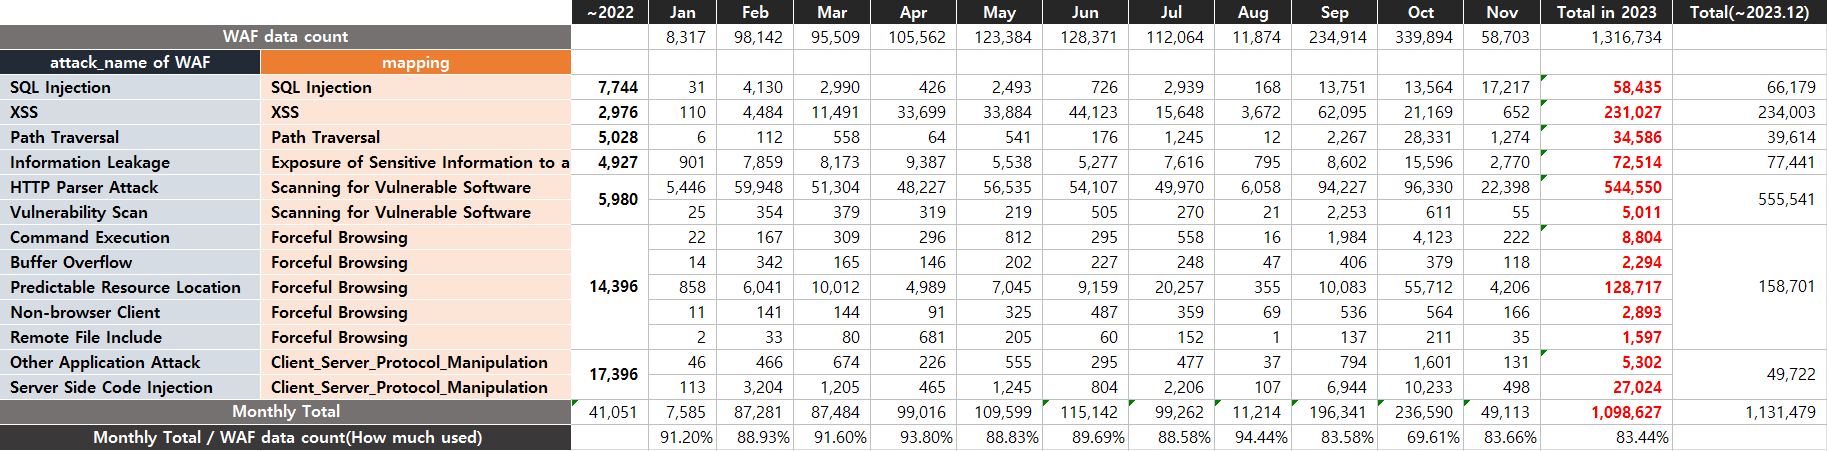 ~2022 Jan Feb Mar Apr May Jun Jul Aug Sep Oct Nov Total in 2023 Total(~2023.12)
WAF data count 8,317 98,142 95,509 105,562 123,384 128,371 112,064 11,874 234,914 339,894 58,703 1,316,734
attack_name of WAF mapping
SQL Injection SQL Injection 7,744 31 4,130 2,990 426 2,493 726 2,939 168 13,751 13,564 17,217 58,435 66,179
XSS XSS 2,976 110 4,484 11,491 33,699 33,884 44,123 15,648 3,672 62,095 21,169 652 231,027 234,003
Path Traversal Path Traversal 5,028 6 112 558 64 541 176 1,245 12 2,267 28,331 1,274 34,586 39,614
Information Leakage Exposure of Sensitive Information to a 4,927 901 7,859 8,173 9,387 5,538 5,277 7,616 795 8,602 15,596 2,770 72,514 77,441
HTTP Parser Attack Scanning for Vulnerable Software 5,980 5,446 59,948 51,304 48,227 56,535 54,107 49,970 6,058 94,227 96,330 22,398 544,550 555,541
Vulnerability Scan Scanning for Vulnerable Software 25 354 379 319 219 505 270 21 2,253 611 55 5,011
Command Execution Forceful Browsing 22 167 309 296 812 295 558 16 1,984 4,123 222 8,804
Buffer Overflow Forceful Browsing 14 342 165 146 202 227 248 47 406 379 118 2,294
Predictable Resource Location Forceful Browsing 14,396 858 6,041 10,012 4,989 7,045 9,159 20,257 355 10,083 55,712 4,206 128,717 158,701
Non-browser Client Forceful Browsing 11 141 144 91 325 487 359 69 536 564 166 2,893
Remote File Include Forceful Browsing 2 33 80 681 205 60 152 1 137 211 35 1,597
Other Application Attack Client_Server_Protocol_Manipulation 17,396 46 466 674 226 555 295 477 37 794 1,601 131 5,302 49,722
Server Side Code Injection Client_Server_Protocol_Manipulation 113 3,204 1,205 465 1,245 804 2,206 107 6,944 10,233 498 27,024
Monthly Total 41,051 7,585 87,281 87,484 99,016 109,599 115,142 99,262 11,214 196,341 236,590 49,113 1,098,627 1,131,479
Monthly Total / WAF data count(How much used) 91.20% 88.93% 91.60% 93.80% 88.83% 89.69% 88.58% 94.44% 83.58% 69.61% 83.66% 83.44%